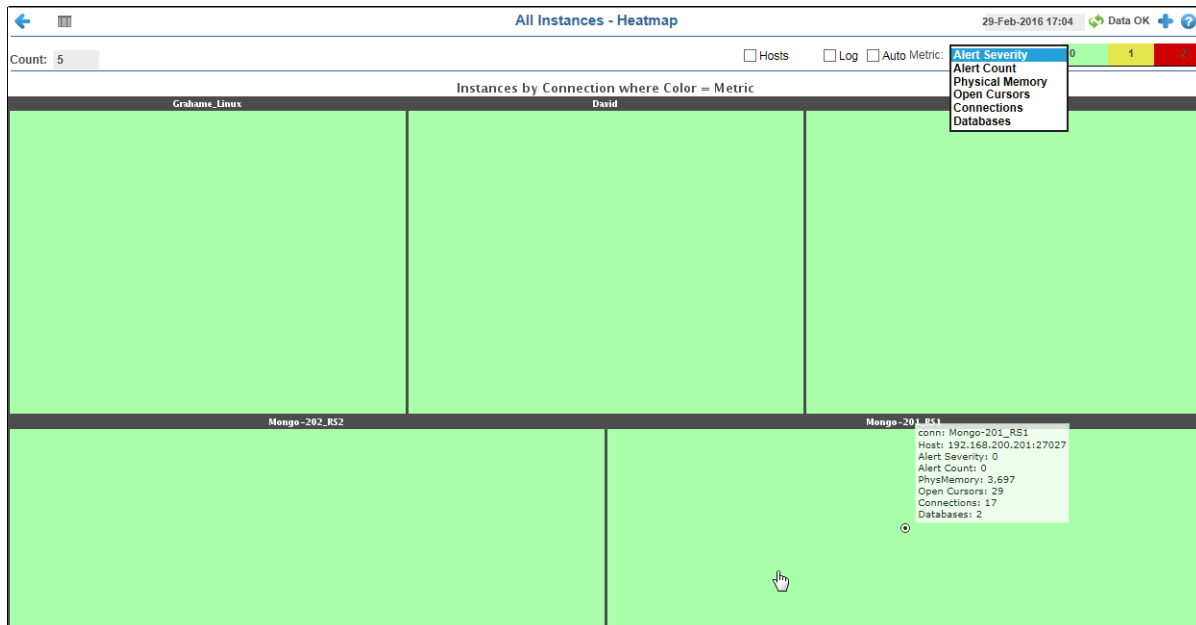 All Instances - Heatmap 29-Feb-2016 17:04 Data OK
Count: 5 Hosts Log Auto Metric: Alert Severity 0 1 2
Alert Count
Physical Memory
Open Cursors
Connections
Databases
Instances by Connection where Color = Metric
Grahame_Linux David
Mongo-202_RS2 Mongo-201_RS1
conn: Mongo-201_RS1
Host: 192.168.200.201:27027
Alert Severity: 0
Alert Count: 0
PhysMemory: 3,697
Open Cursors: 29
Connections: 17
Databases: 2